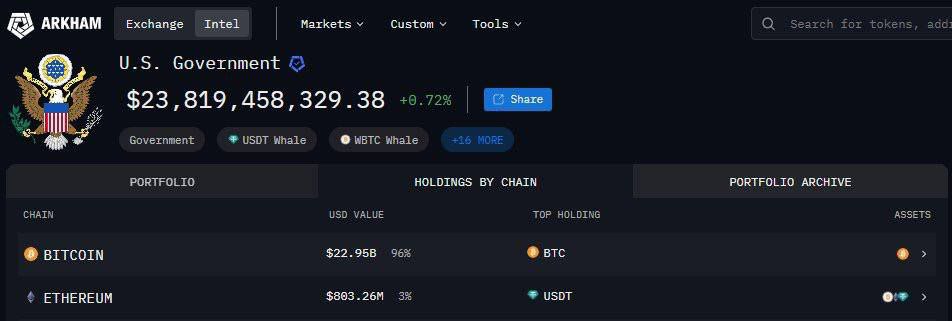 ARKHAM Exchange Intel Markets Custom Tools Search for tokens, addr
U.S. Government
$23,819,458,329.38 +0.72% Share
Government USDT Whale WBTC Whale +16 MORE
PORTFOLIO HOLDINGS BY CHAIN PORTFOLIO ARCHIVE
CHAIN USD VALUE TOP HOLDING ASSETS
BITCOIN $22.95B 96% BTC
ETHEREUM $803.26M 3% USDT